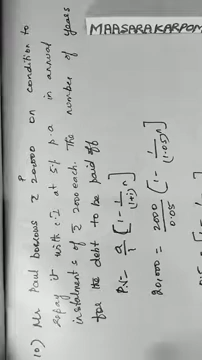 MAASARAKARPOM
10) Mr Paul borrows ₹ 20,000 on condition to
P
repay it with C.I at 5% p.a in annual
instalments of ₹ 2000 each. The number of years
for the debt to be paid off
P.V = a/i [1 - 1/(1+i)^n]
20,000 = 2000/0.05 [1 - 1/(1.05)^n]